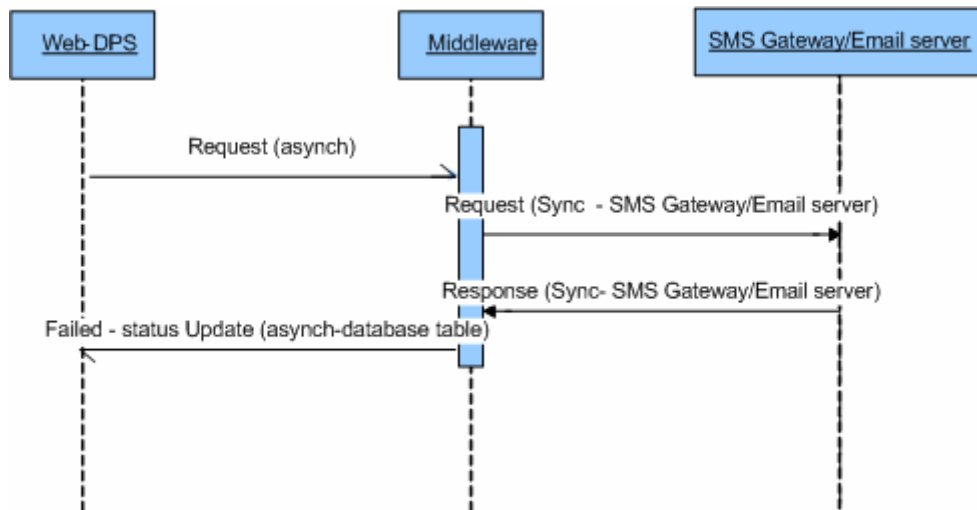 Web-DPS
Middleware
SMS Gateway/Email server
Request (asynch)
Request (Sync - SMS Gateway/Email server)
Response (Sync- SMS Gateway/Email server)
Failed - status Update (asynch-database table)